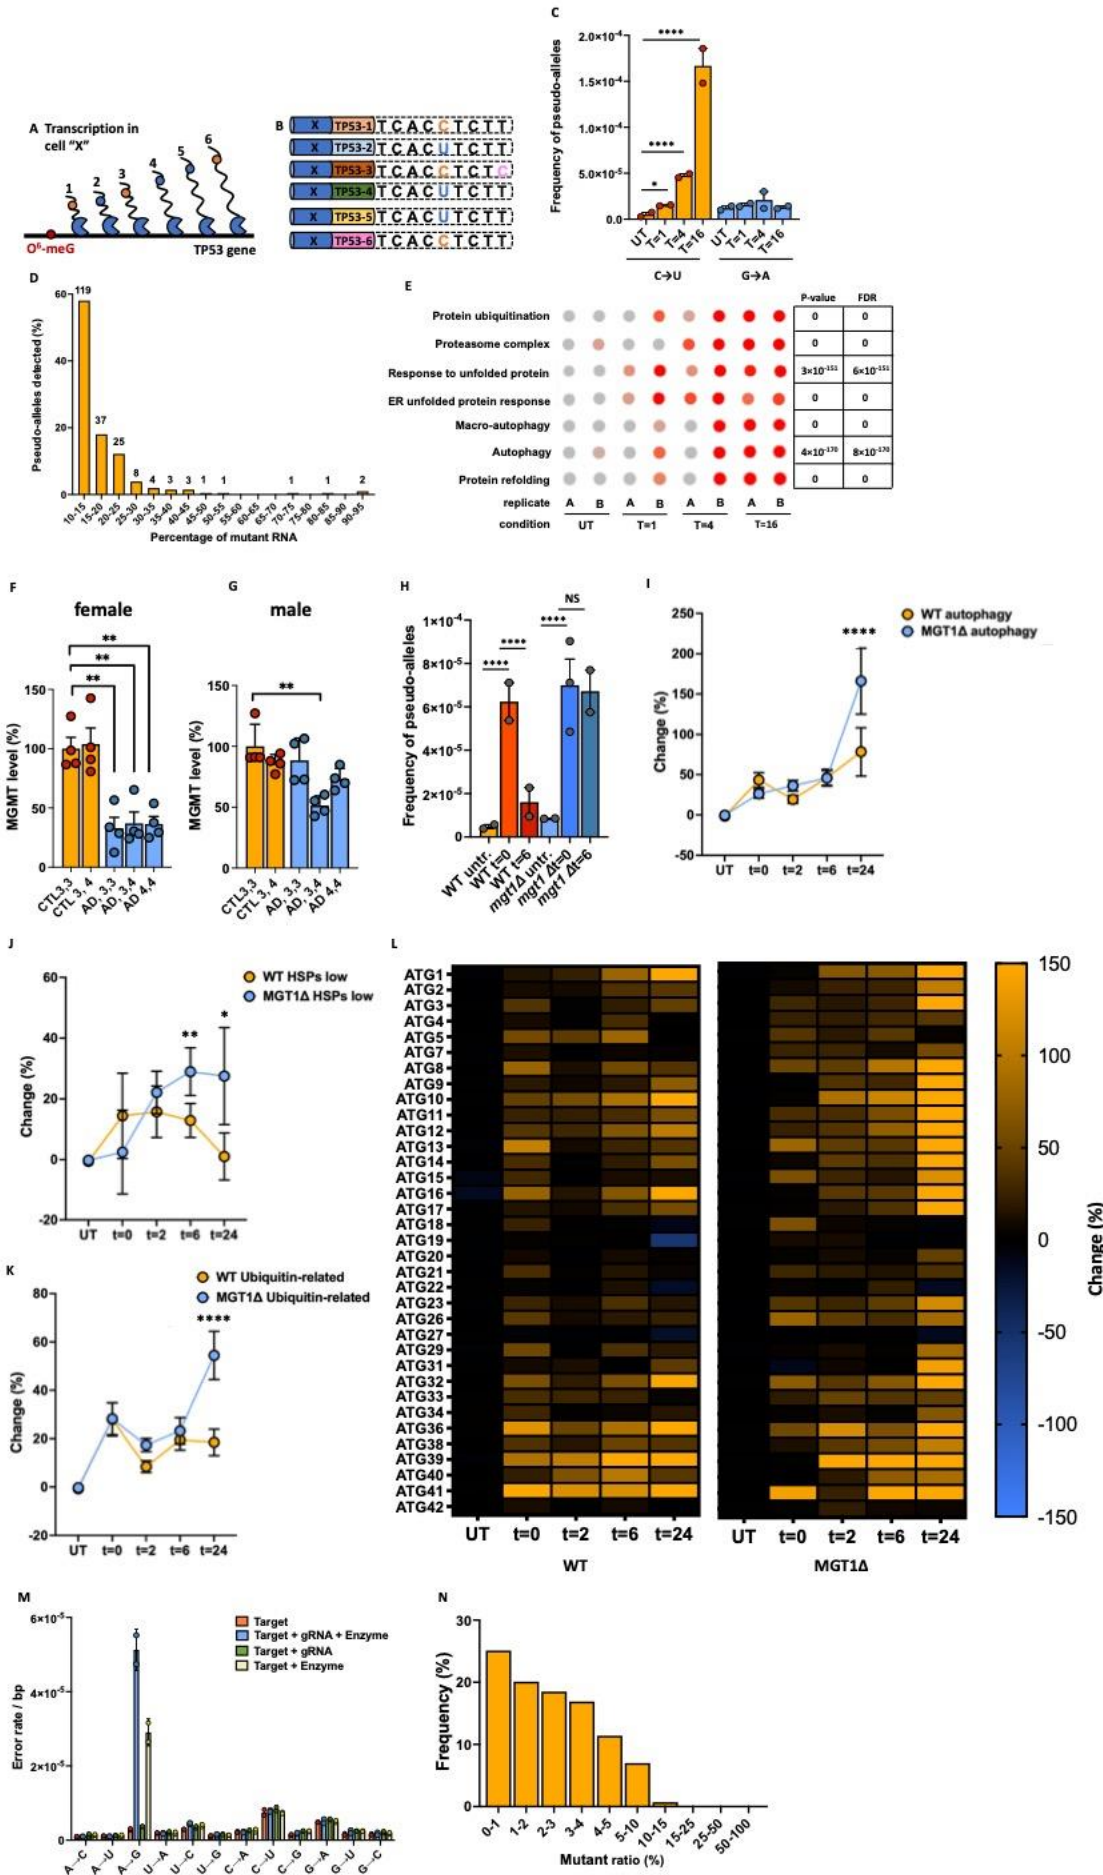 A Transcription in
cell "X"
1 2 3 4 5 6
O⁶-meG
TP53 gene
B
X TP53-1 T C A C C T C T T
X TP53-2 T C A C U T C T T
X TP53-3 T C A C C T C T C
X TP53-4 T C A C U T C T T
X TP53-5 T C A C U T C T T
X TP53-6 T C A C C T C T T
C
Frequency of pseudo-alleles
2.0×10⁻⁴
1.5×10⁻⁴
1.0×10⁻⁴
5.0×10⁻⁵
0.0
****
****
*
UT T=1 T=4 T=16 UT T=1 T=4 T=16
C→U G→A
D
Pseudo-alleles detected (%)
60
40
20
0
119 37 25 8 4 3 3 1 1 1 1 2
10-15 15-20 20-25 25-30 30-35 35-40 40-45 45-50 50-55 55-60 60-65 65-70 70-75 75-80 80-85 85-90 90-95
Percentage of mutant RNA
E
P-value FDR
Protein ubiquitination 0 0
Proteasome complex 0 0
Response to unfolded protein 3×10⁻¹⁵¹ 6×10⁻¹⁵¹
ER unfolded protein response 0 0
Macro-autophagy 0 0
Autophagy 4×10⁻¹⁷⁰ 8×10⁻¹⁷⁰
Protein refolding 0 0
replicate A B A B A B A B
condition UT T=1 T=4 T=16
F
female
MGMT level (%)
150
100
50
0
**
**
**
CTL3,3 CTL 3, 4 AD, 3,3 AD, 3,4 AD 4,4
G
male
MGMT level (%)
150
100
50
0
**
CTL3,3 CTL 3, 4 AD, 3,3 AD, 3,4 AD 4,4
H
Frequency of pseudo-alleles
1×10⁻⁴
8×10⁻⁵
6×10⁻⁵
4×10⁻⁵
2×10⁻⁵
0
NS
**** **** ****
WT untr. WT t=0 WT t=6 mgt1Δ untr. mgt1 Δt=0 mgt1 Δt=6
I
WT autophagy
MGT1Δ autophagy
Change (%)
250
200
150
100
50
0
-50
****
UT t=0 t=2 t=6 t=24
J
WT HSPs low
MGT1Δ HSPs low
Change (%)
60
40
20
0
-20
** *
UT t=0 t=2 t=6 t=24
K
WT Ubiquitin-related
MGT1Δ Ubiquitin-related
Change (%)
80
60
40
20
0
-20
****
UT t=0 t=2 t=6 t=24
L
ATG1
ATG2
ATG3
ATG4
ATG5
ATG7
ATG8
ATG9
ATG10
ATG11
ATG12
ATG13
ATG14
ATG15
ATG16
ATG17
ATG18
ATG19
ATG20
ATG21
ATG22
ATG23
ATG26
ATG27
ATG29
ATG31
ATG32
ATG33
ATG34
ATG36
ATG38
ATG39
ATG40
ATG41
ATG42
UT t=0 t=2 t=6 t=24 UT t=0 t=2 t=6 t=24
WT MGT1Δ
150
100
50
0
-50
-100
-150
Change (%)
M
Error rate / bp
6×10⁻⁵
4×10⁻⁵
2×10⁻⁵
0
Target
Target + gRNA + Enzyme
Target + gRNA
Target + Enzyme
A→C A→U A→G U→A U→C U→G C→A C→U C→G G→A G→U G→C
N
Frequency (%)
30
20
10
0
0-1 1-2 2-3 3-4 4-5 5-10 10-15 15-25 25-50 50-100
Mutant ratio (%)